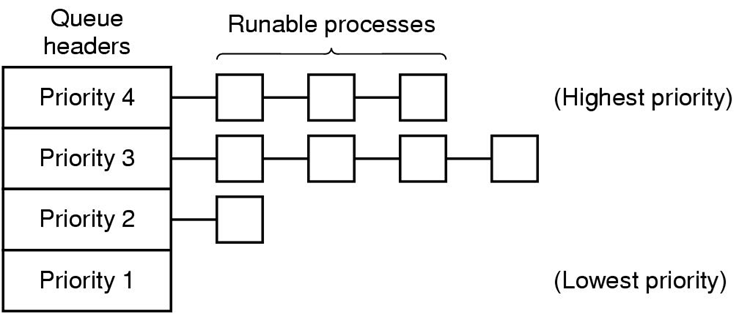 Queue
headers
Runable processes
Priority 4
(Highest priority)
Priority 3
Priority 2
Priority 1
(Lowest priority)